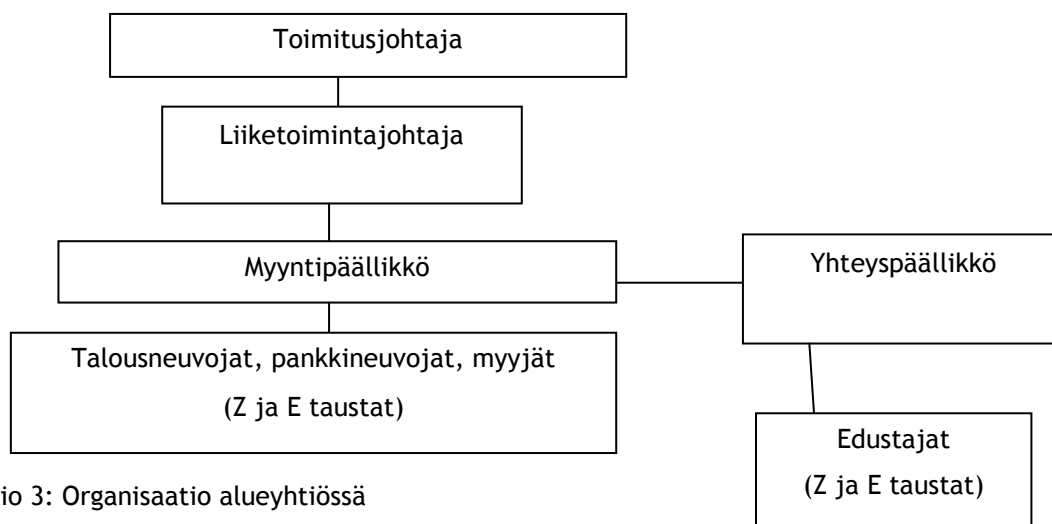 Toimitusjohtaja
Liiketoimintajohtaja
Myyntipäällikkö
Yhteyspäällikkö
Talousneuvojat, pankkineuvojat, myyjät
(Z ja E taustat)
Edustajat
(Z ja E taustat)
io 3: Organisaatio alueyhtiössä